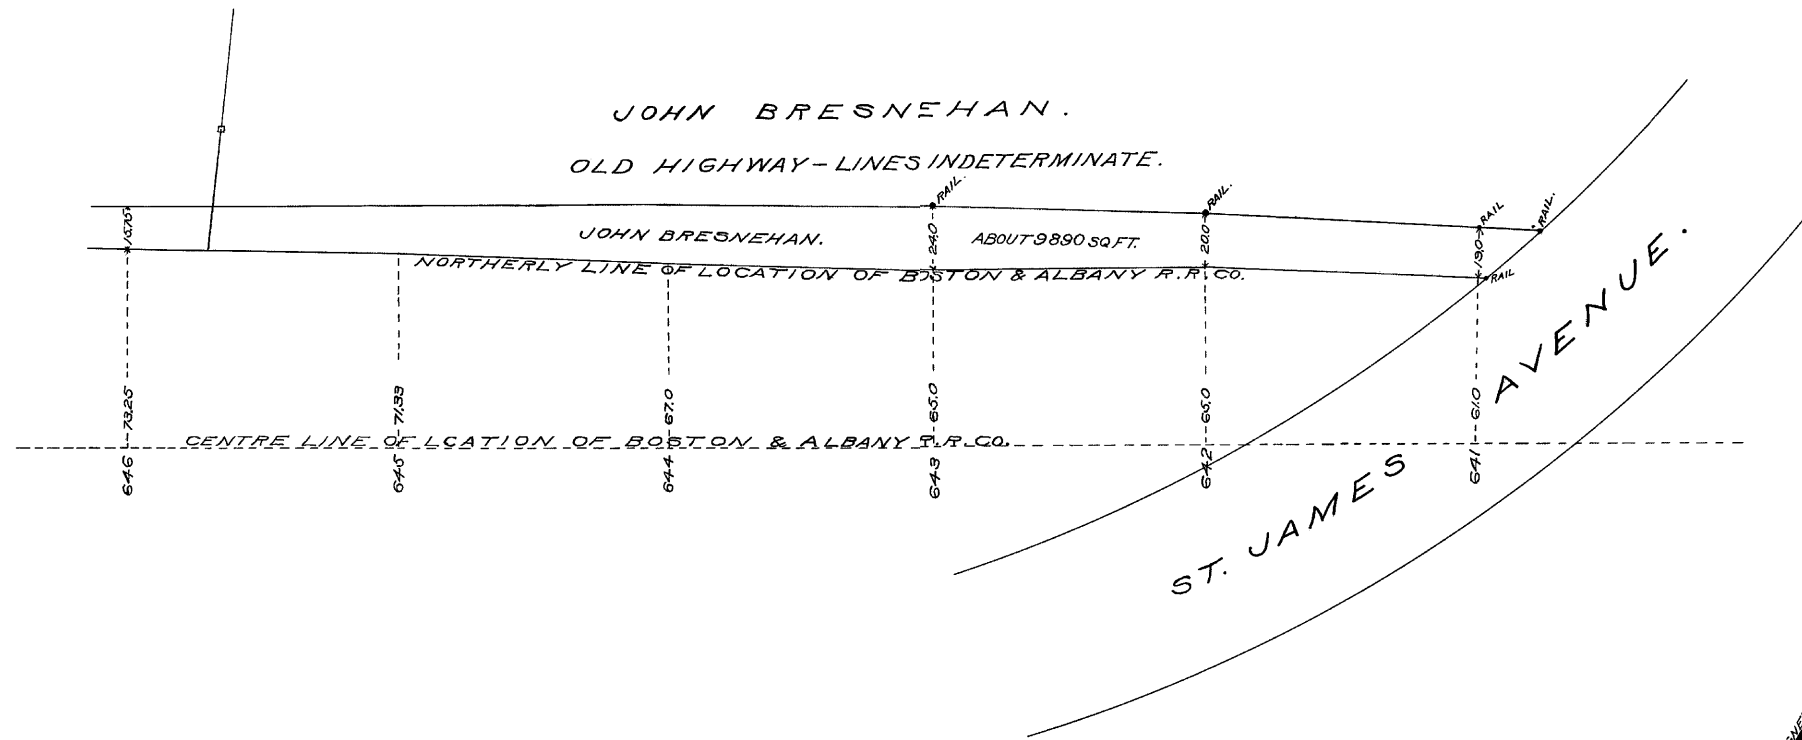 JOHN BRESNEHAN.
OLD HIGHWAY-LINES INDETERMINATE.
RAIL.
RAIL.
RAIL
RAIL.
15.75
JOHN BRESNEHAN.
24.0
ABOUT 9890 SQ FT.
20.0
19.0
NORTHERLY LINE OF LOCATION OF BOSTON & ALBANY R.R. CO.
RAIL
73.25
71.33
67.0
65.0
65.0
61.0
CENTRE LINE OF LCATION OF BOSTON & ALBANY R.R. CO.
646
645
644
643
642
641
ST. JAMES AVENUE.